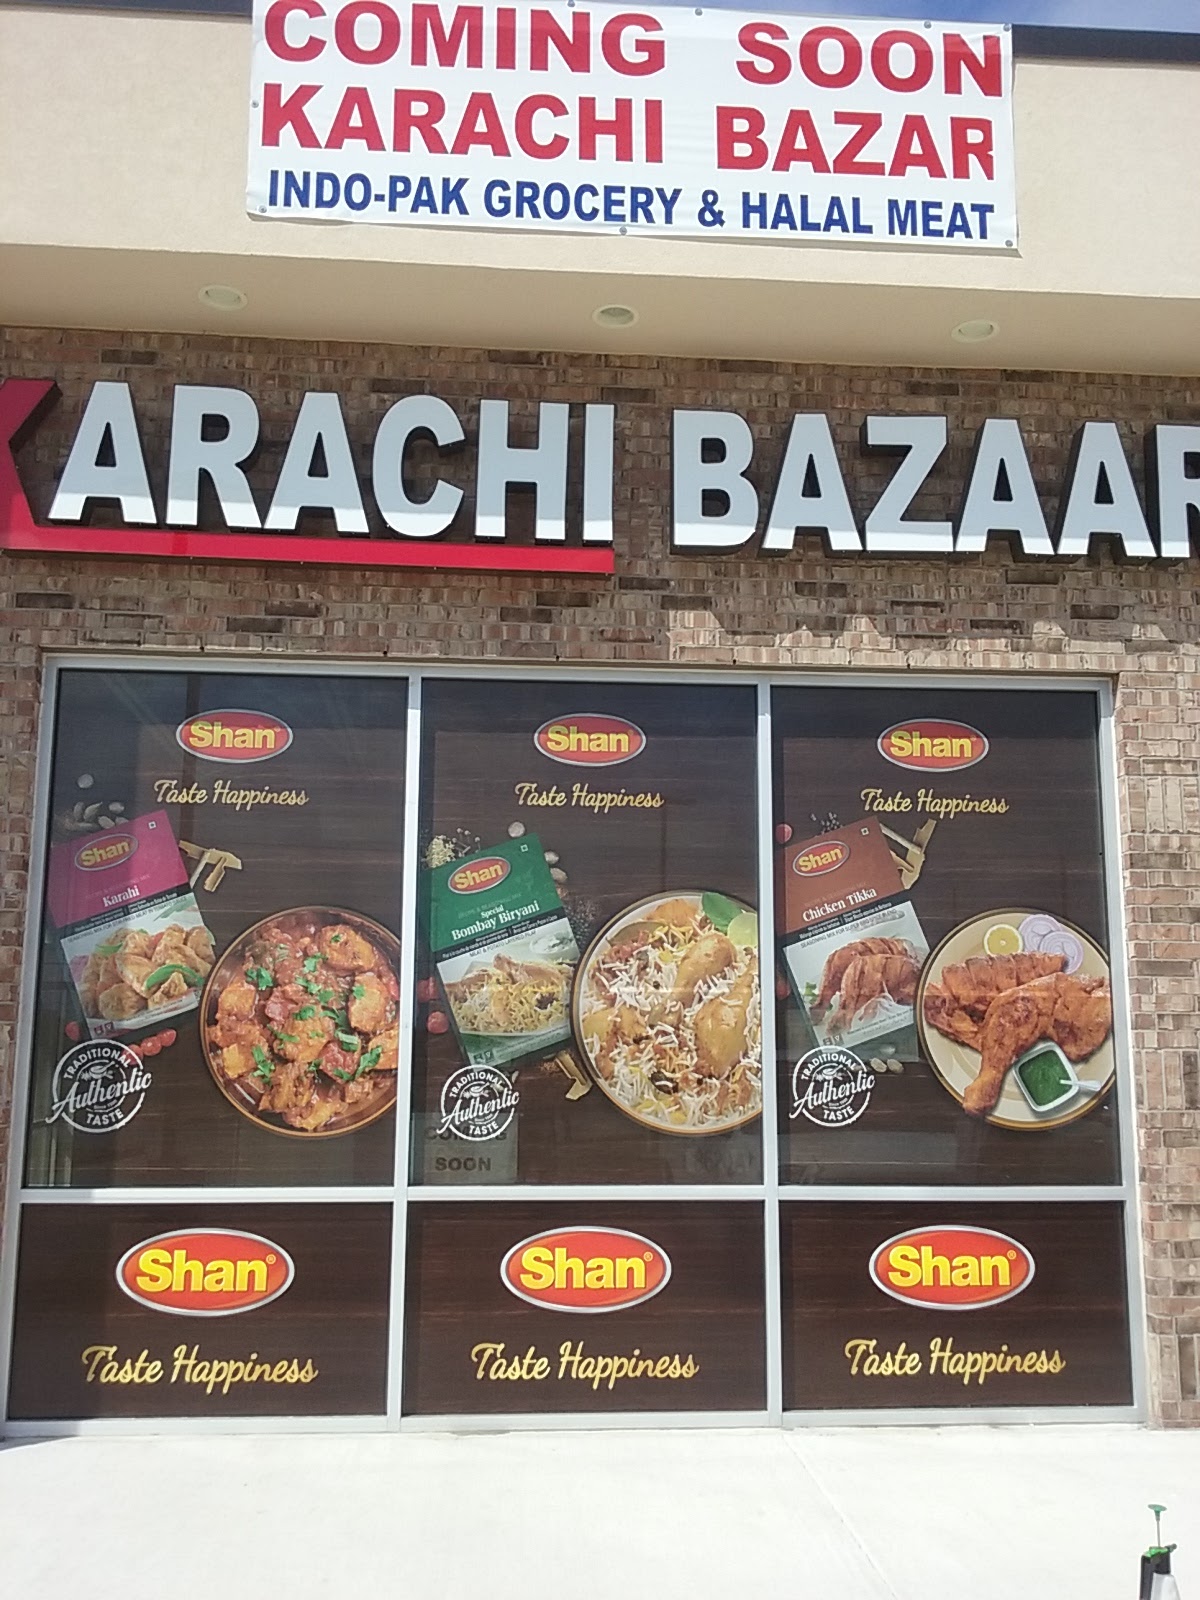 COMING SOON
KARACHI BAZAR
INDO-PAK GROCERY & HALAL MEAT
KARACHI BAZAAR
Shan
Taste Happiness
Shan
Karahi
TRADITIONAL
Authentic
TASTE
Shan
Taste Happiness
Shan
Special
Bombay Biryani
TRADITIONAL
Authentic
TASTE
COMING
SOON
Shan
Taste Happiness
Shan
Chicken Tikka
TRADITIONAL
Authentic
TASTE
Shan®
Taste Happiness
Shan®
Taste Happiness
Shan®
Taste Happiness